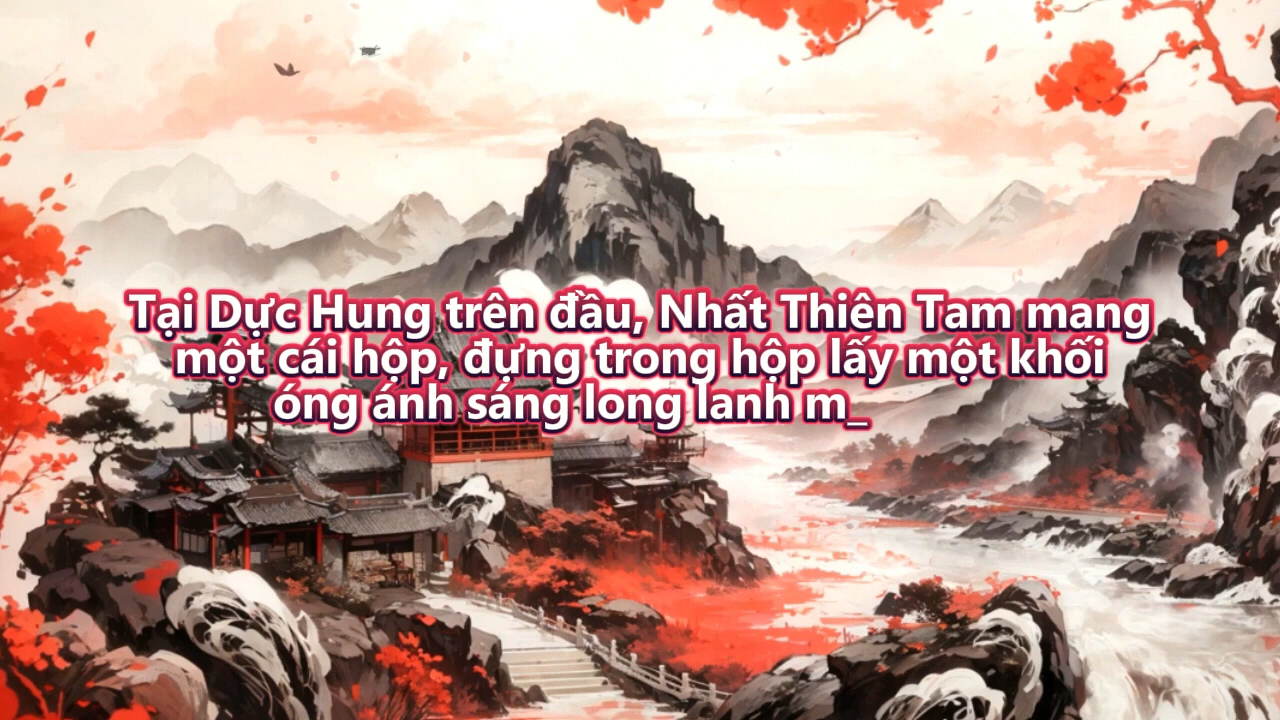 Tại Dực Hung trên đầu, Nhất Thiên Tam mang
một cái hộp, đựng trong hộp lấy một khối
óng ánh sáng long lanh m_